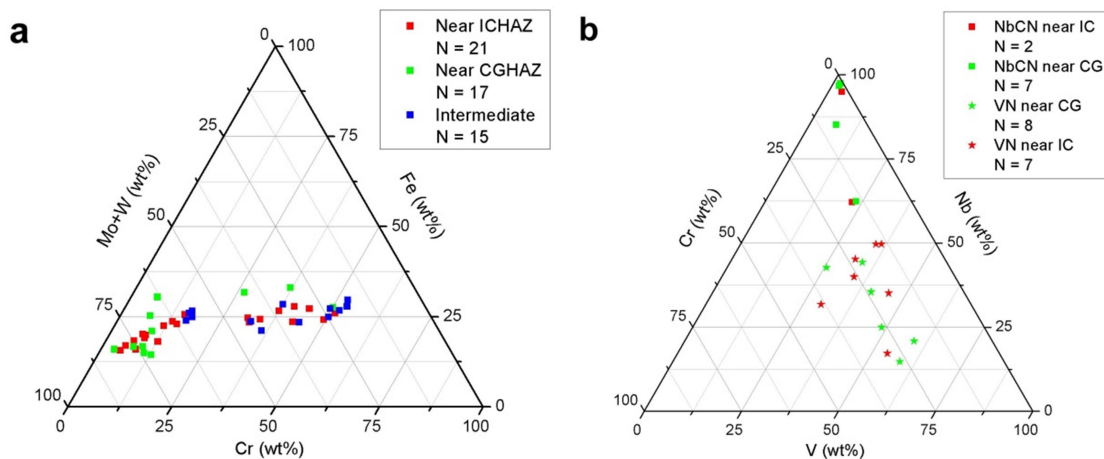 a
Near ICHAZ
N = 21
Near CGHAZ
N = 17
Intermediate
N = 15
0
100
25
75
Mo+W (wt%)
Fe (wt%)
50
50
75
25
100
0
0
25
50
75
100
Cr (wt%)
b
NbCN near IC
N = 2
NbCN near CG
N = 7
VN near CG
N = 8
VN near IC
N = 7
0
100
25
75
Cr (wt%)
Nb (wt%)
50
50
75
25
100
0
0
25
50
75
100
V (wt%)